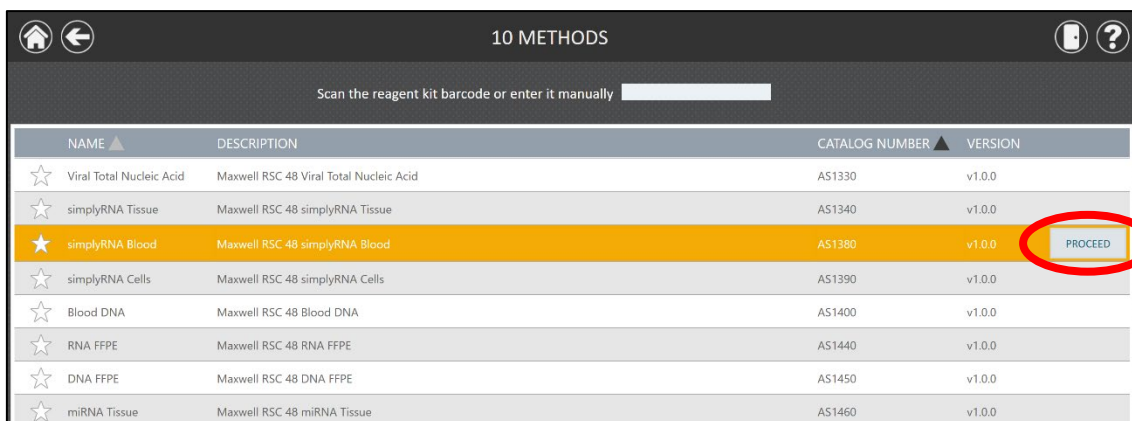 10 METHODS
?
Scan the reagent kit barcode or enter it manually
NAME DESCRIPTION CATALOG NUMBER VERSION
Viral Total Nucleic Acid Maxwell RSC 48 Viral Total Nucleic Acid AS1330 v1.0.0
simplyRNA Tissue Maxwell RSC 48 simplyRNA Tissue AS1340 v1.0.0
simplyRNA Blood Maxwell RSC 48 simplyRNA Blood AS1380 v1.0.0 PROCEED
simplyRNA Cells Maxwell RSC 48 simplyRNA Cells AS1390 v1.0.0
Blood DNA Maxwell RSC 48 Blood DNA AS1400 v1.0.0
RNA FFPE Maxwell RSC 48 RNA FFPE AS1440 v1.0.0
DNA FFPE Maxwell RSC 48 DNA FFPE AS1450 v1.0.0
miRNA Tissue Maxwell RSC 48 miRNA Tissue AS1460 v1.0.0